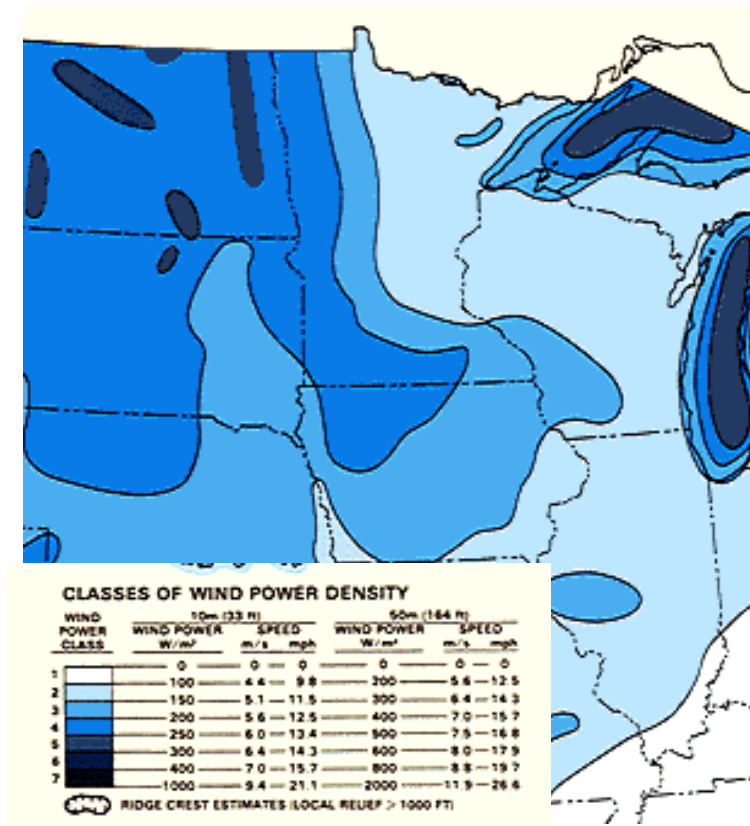 CLASSES OF WIND POWER DENSITY
WIND POWER CLASS 10m (33 ft) 50m (164 ft)
WIND POWER W/m² SPEED m/s mph WIND POWER W/m² SPEED m/s mph
0 0 0 0 0 0
1
100 4.4 9.8 200 5.6 12.5
2
150 5.1 11.5 300 6.4 14.3
3
200 5.6 12.5 400 7.0 15.7
4
250 6.0 13.4 500 7.5 16.8
5
300 6.4 14.3 600 8.0 17.9
6
400 7.0 15.7 800 8.8 19.7
7
1000 9.4 21.1 2000 11.9 26.6
RIDGE CREST ESTIMATES (LOCAL RELIEF > 1000 FT)